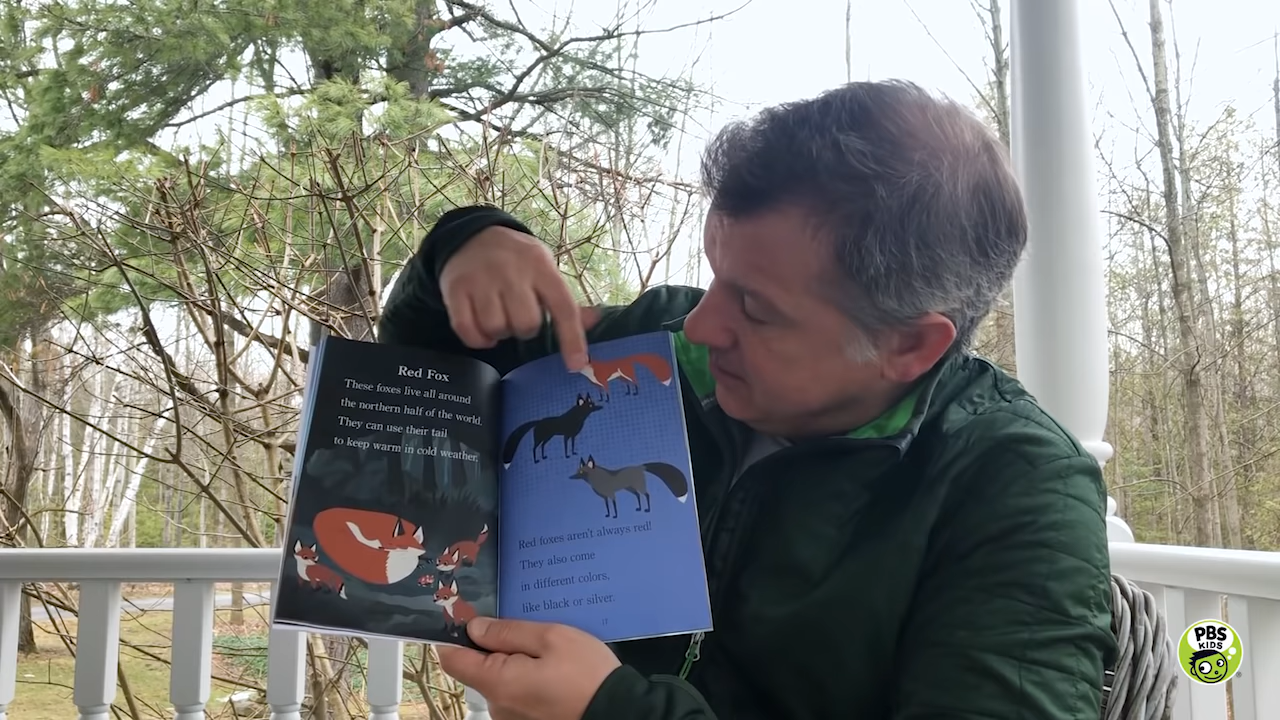 Red Fox
These foxes live all around
the northern half of the world.
They can use their tail
to keep warm in cold weather.
Red foxes aren't always red!
They also come
in different colors,
like black or silver.
17
PBS
KIDS